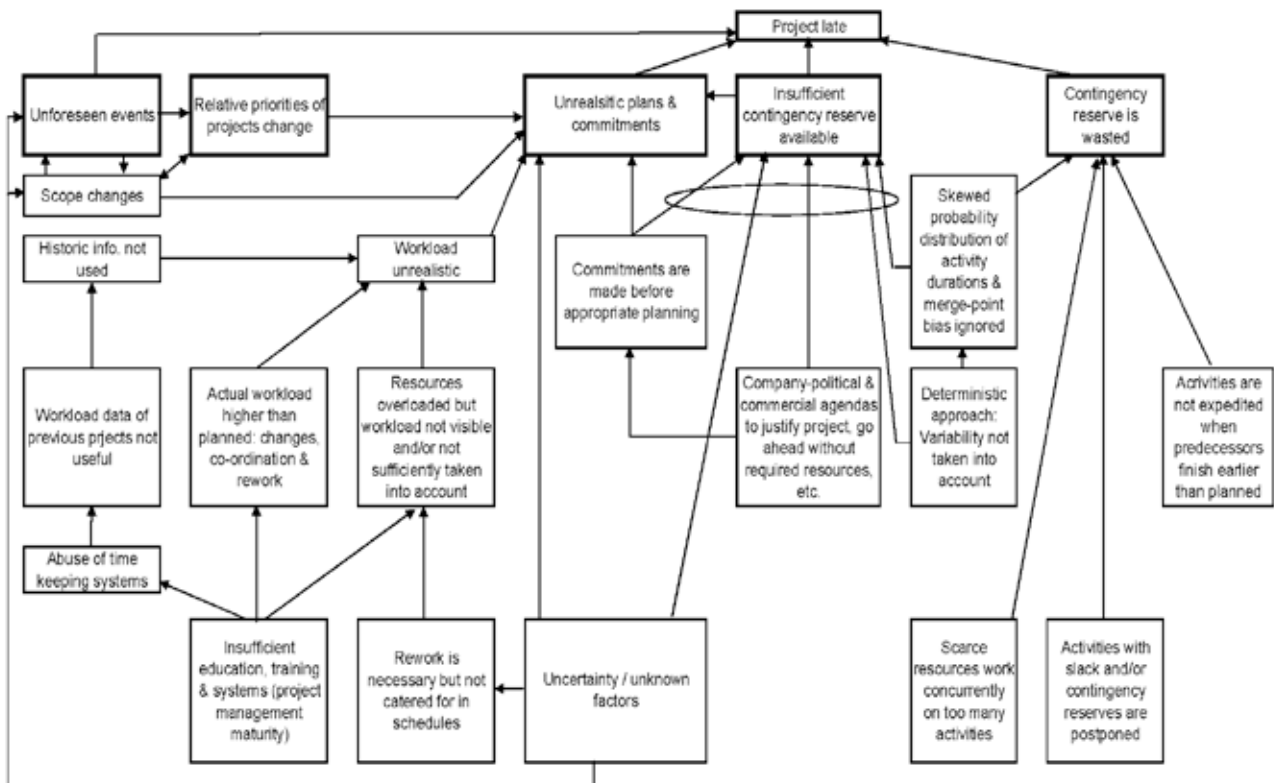 Project late
Unforeseen events
Relative priorities of
projects change
Unrealsitic plans &
commitments
Insufficient
contingency reserve
available
Contingency
reserve is
wasted
Scope changes
Historic info. not
used
Workload
unrealistic
Commitments are
made before
appropriate planning
Skewed
probability
distribution of
activity
durations &
merge-point
bias ignored
Workload data of
previous prjects not
useful
Actual workload
higher than
planned: changes,
co-ordination &
rework
Resources
overloaded but
workload not visible
and/or not
sufficiently taken
into account
Company-political &
commercial agendas
to justify project, go
ahead without
required resources,
etc.
Deterministic
approach:
Variability not
taken into
account
Acrivities are
not expedited
when
predecessors
finish earlier
than planned
Abuse of time
keeping systems
Insufficient
education, training
& systems (project
management
maturity)
Rework is
necessary but not
catered for in
schedules
Uncertainty / unknown
factors
Scarce
resources work
concurrently
on too many
activities
Activities with
slack and/or
contingency
reserves are
postponed